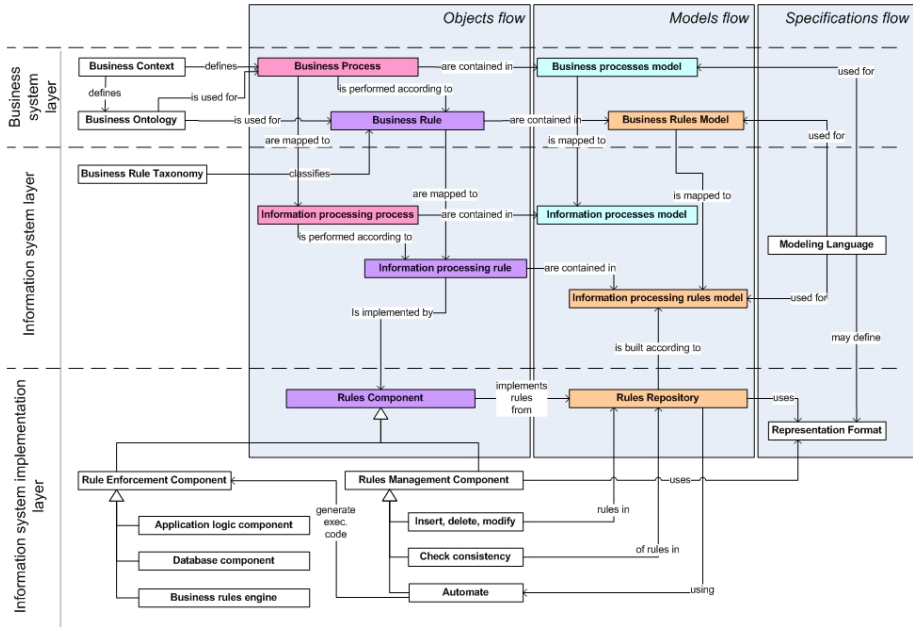 Objects flow
Models flow
Specifications flow
Business
system
layer
Business Context
defines
Business Process
are contained in
Business processes model
used for
defines
is used for
is performed according to
Business Ontology
is used for
Business Rule
are contained in
Business Rules Model
used for
are mapped to
is mapped to
Information system layer
Business Rule Taxonomy
classifies
are mapped to
is mapped to
Information processing process
are contained in
Information processes model
is performed according to
Modeling Language
Information processing rule
are contained in
Information processing rules model
used for
Is implemented by
may define
is built according to
Information system implementation
layer
Rules Component
implements
rules
from
Rules Repository
uses
Representation Format
Rule Enforcement Component
Rules Management Component
uses
generate
exec.
code
Application logic component
Insert, delete, modify
rules in
Database component
Check consistency
of rules in
Business rules engine
Automate
using